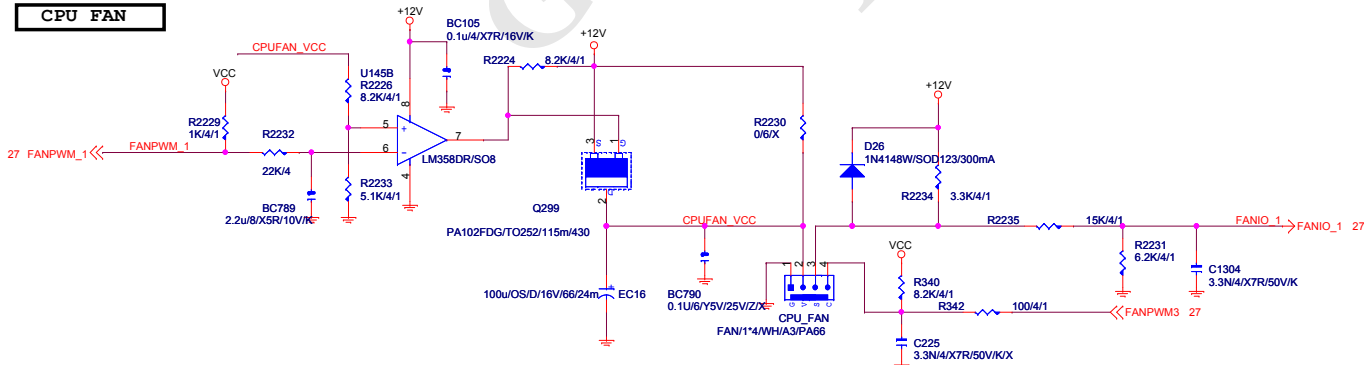 CPU FAN
+12V
BC105
0.1u/4/X7R/16V/K
CPUFAN_VCC
VCC
U145B
R2226
8.2K/4/1
R2224
8.2K/4/1
+12V
R2229
1K/4/1
8
5
+
7
6
-
4
LM358DR/SO8
27 FANPWM_1
FANPWM_1
R2232
22K/4
R2233
5.1K/4/1
BC789
2.2u/8/X5R/10V/K
3
S
1
G
D
2
Q299
PA102FDG/TO252/115m/430
R2230
0/6/X
+12V
D26
1N4148W/SOD123/300mA
R2234
3.3K/4/1
CPUFAN_VCC
R2235
15K/4/1
FANIO_1
FANIO_1 27
R2231
6.2K/4/1
C1304
3.3N/4/X7R/50V/K
100u/OS/D/16V/66/24m
+
EC16
BC790
0.1U/6/Y5V/25V/Z/X
1
2
3
4
G
V
S
C
CPU_FAN
FAN/1*4/WH/A3/PA66
VCC
R340
8.2K/4/1
R342
100/4/1
FANPWM3 27
C225
3.3N/4/X7R/50V/K/X